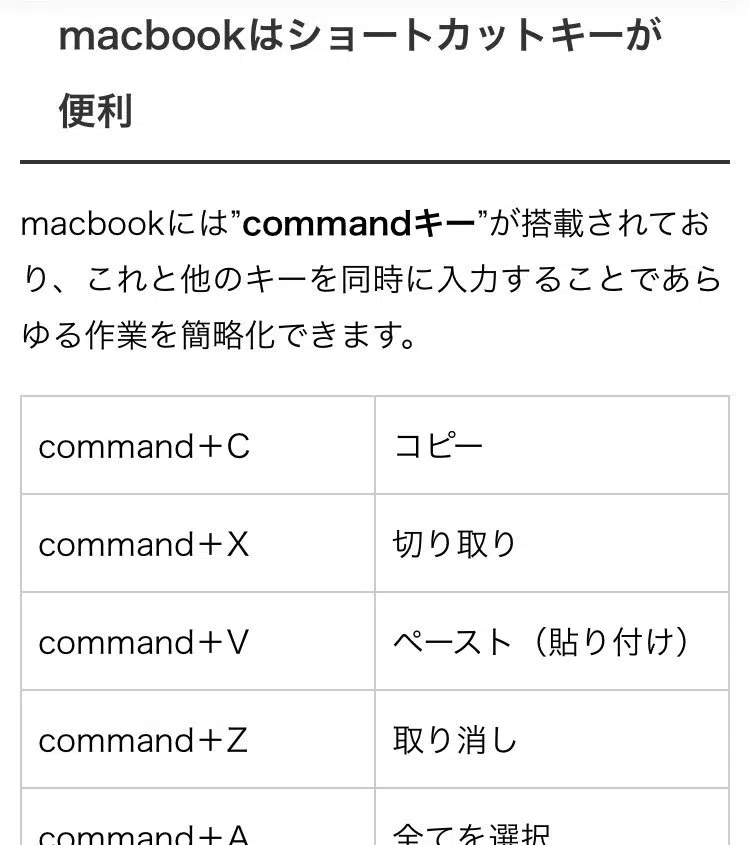 macbookはショートカットキーが
便利
macbookには”commandキー”が搭載されてお
り、これと他のキーを同時に入力することであら
ゆる作業を簡略化できます。
command＋C コピー
command＋X 切り取り
command＋V ペースト（貼り付け）
command＋Z 取り消し
command＋A 全てを選択